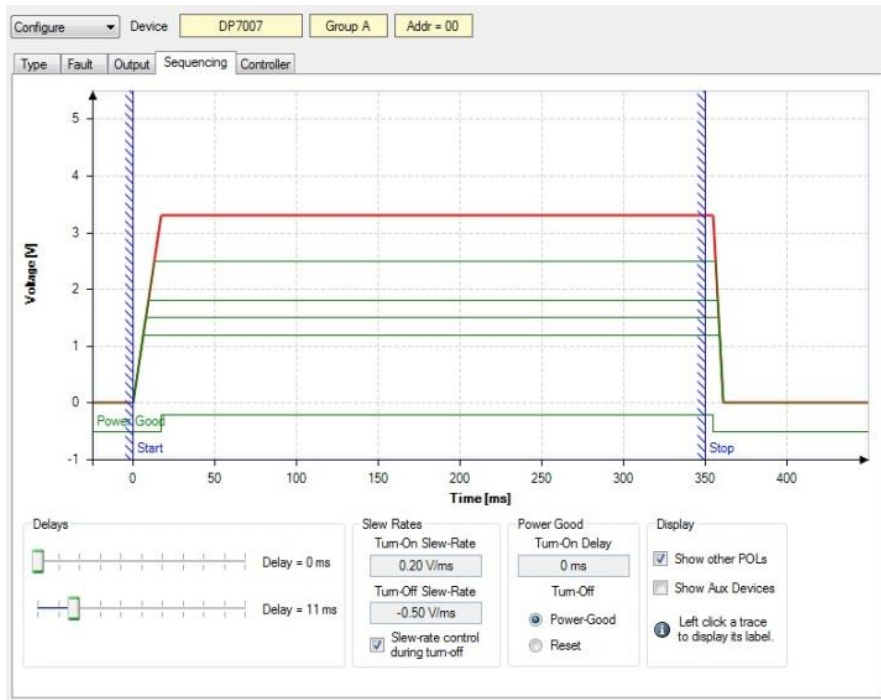 Configure Device DP7007 Group A Addr = 00
Type Fault Output Sequencing Controller
Voltage [V]
5
4
3
2
1
0
-1
Power Good
Start
Stop
0 50 100 150 200 250 300 350 400
Time [ms]
Delays
Delay = 0 ms
Delay = 11 ms
Slew Rates
Turn-On Slew-Rate
0.20 V/ms
Turn-Off Slew-Rate
-0.50 V/ms
Slew-rate control
during turn-off
Power Good
Turn-On Delay
0 ms
Turn-Off
Power-Good
Reset
Display
Show other POLs
Show Aux Devices
Left click a trace
to display its label.